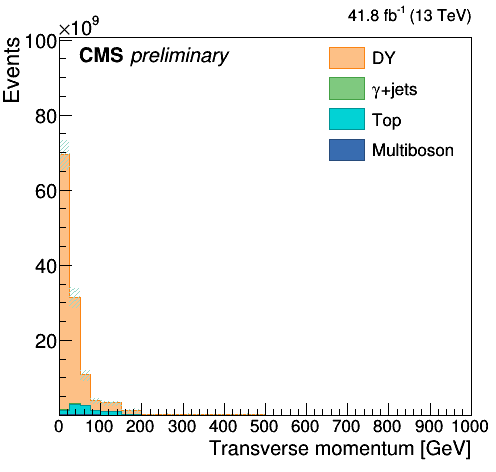 ×10⁹
41.8 fb⁻¹ (13 TeV)
Events
CMS preliminary
DY
γ+jets
Top
Multiboson
100
80
60
40
20
0 100 200 300 400 500 600 700 800 900 1000
Transverse momentum [GeV]